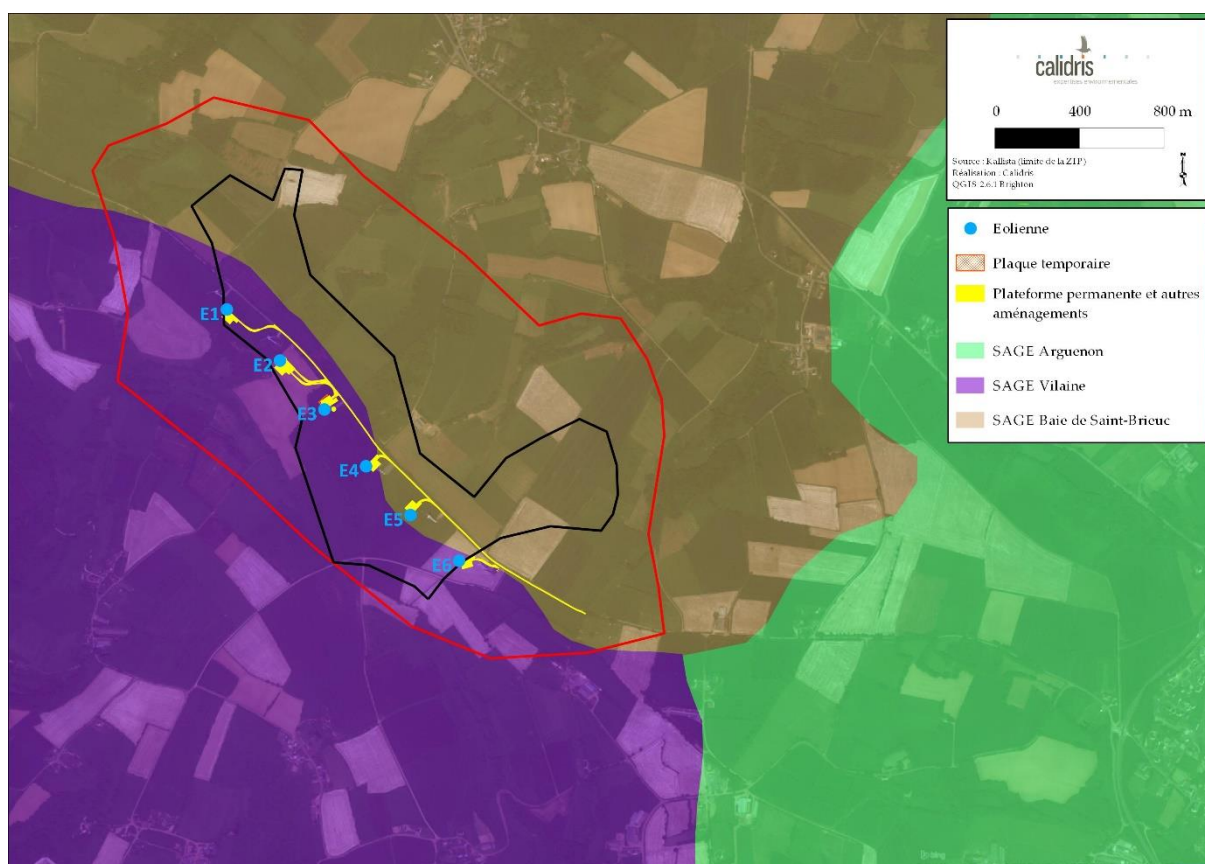 calidris
expertises environnementales
0 400 800 m
Source : Kallista (limite de la ZIP)
Réalisation : Calidris
QGIS 2.6.1 Brighton
N
Eolienne
Plaque temporaire
Plateforme permanente et autres
aménagements
SAGE Arguenon
SAGE Vilaine
SAGE Baie de Saint-Brieuc
E1
E2
E3
E4
E5
E6